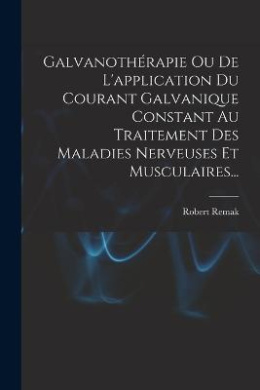 Galvanothérapie Ou De
L'application Du
Courant Galvanique
Constant Au
Traitement Des
Maladies Nerveuses Et
Musculaires...
Robert Remak